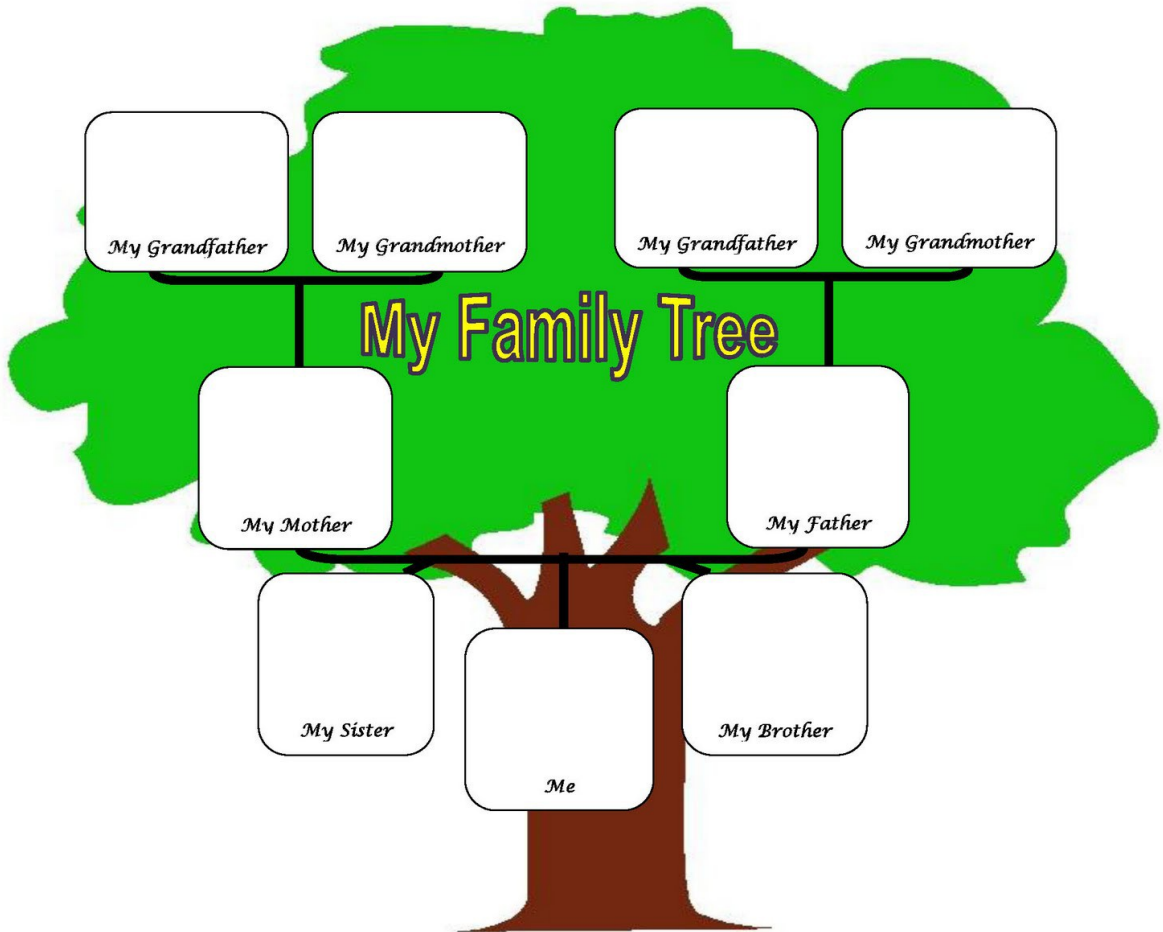 My Grandfather
My Grandmother
My Grandfather
My Grandmother
My Family Tree
My Mother
My Father
My Sister
My Brother
Me